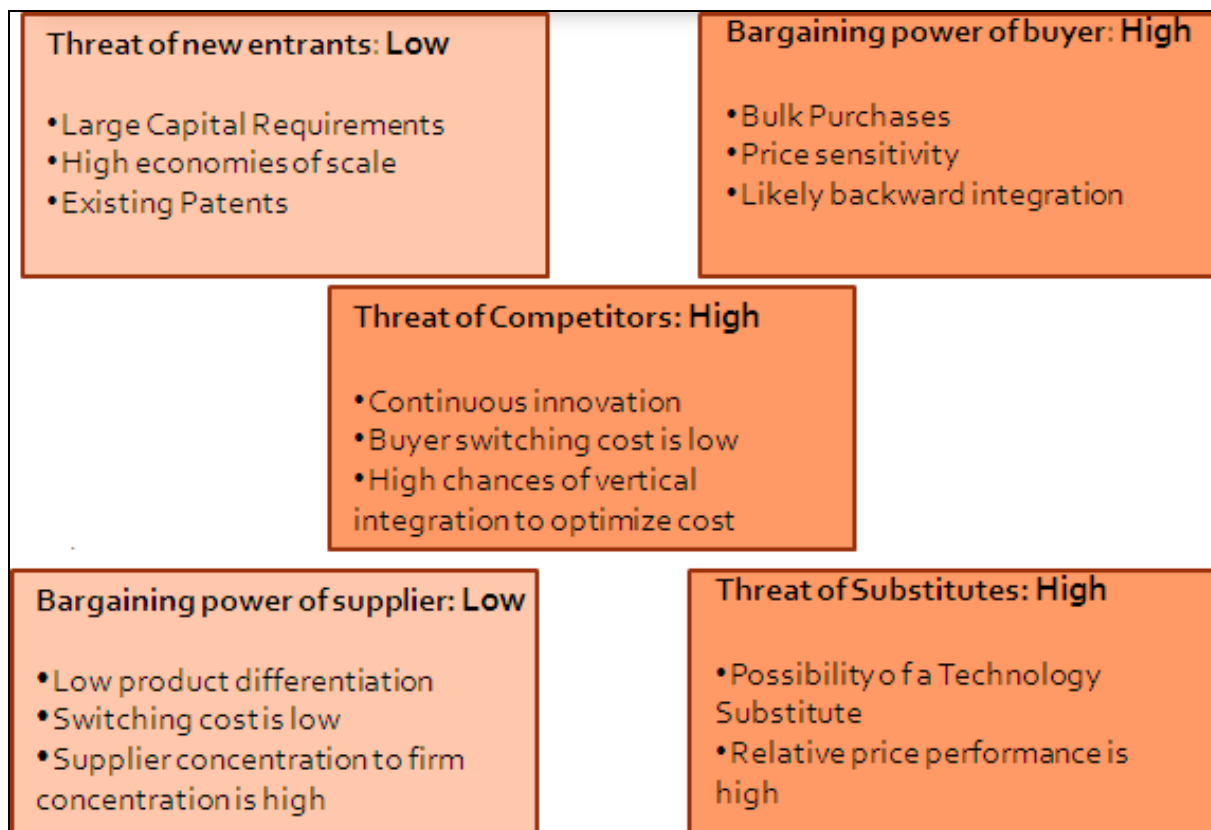 Threat of new entrants: Low
•Large Capital Requirements
•High economies of scale
•Existing Patents
Bargaining power of buyer: High
•Bulk Purchases
•Price sensitivity
•Likely backward integration
Threat of Competitors: High
•Continuous innovation
•Buyer switching cost is low
•High chances of vertical
integration to optimize cost
Bargaining power of supplier: Low
•Low product differentiation
•Switching cost is low
•Supplier concentration to firm
concentration is high
Threat of Substitutes: High
•Possibility o f a Technology
Substitute
•Relative price performance is
high